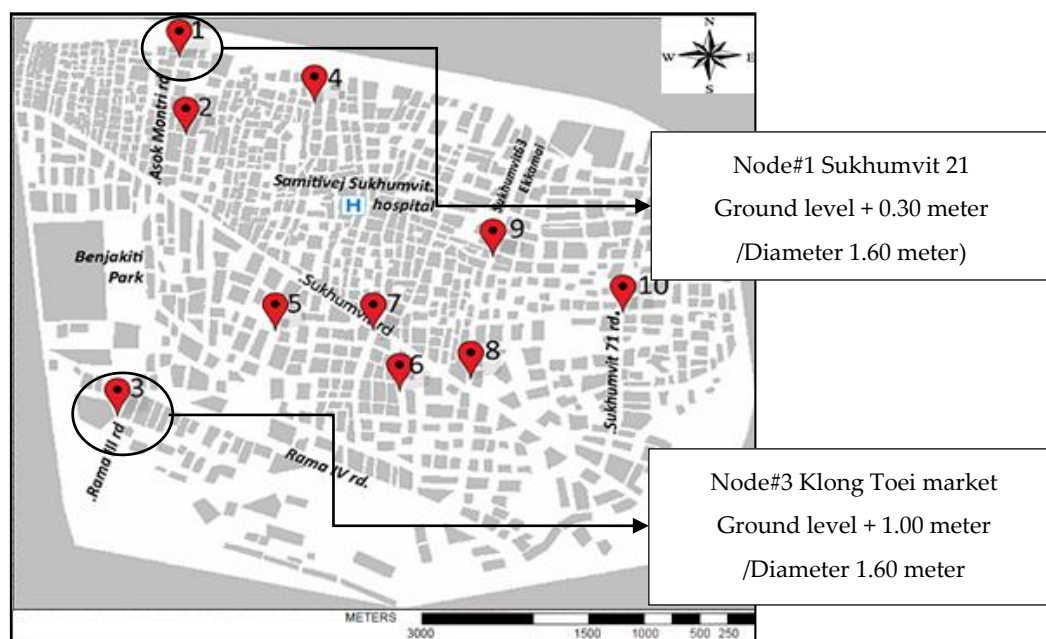 1
N
W E
S
4
2
.Asok Montri rd.
Sukhumvit63
Ekkamai
Node#1 Sukhumvit 21
Ground level + 0.30 meter
/Diameter 1.60 meter)
Samitivej Sukhumvit.
H hospital
9
Benjakiti
Park
10
5
7
.Sukhumvit rd
8
6
.Sukhumvit 71 rd.
3
.Rama III rd
Rama IV rd.
Node#3 Klong Toei market
Ground level + 1.00 meter
/Diameter 1.60 meter
METERS
3000 1500 1000 500 250